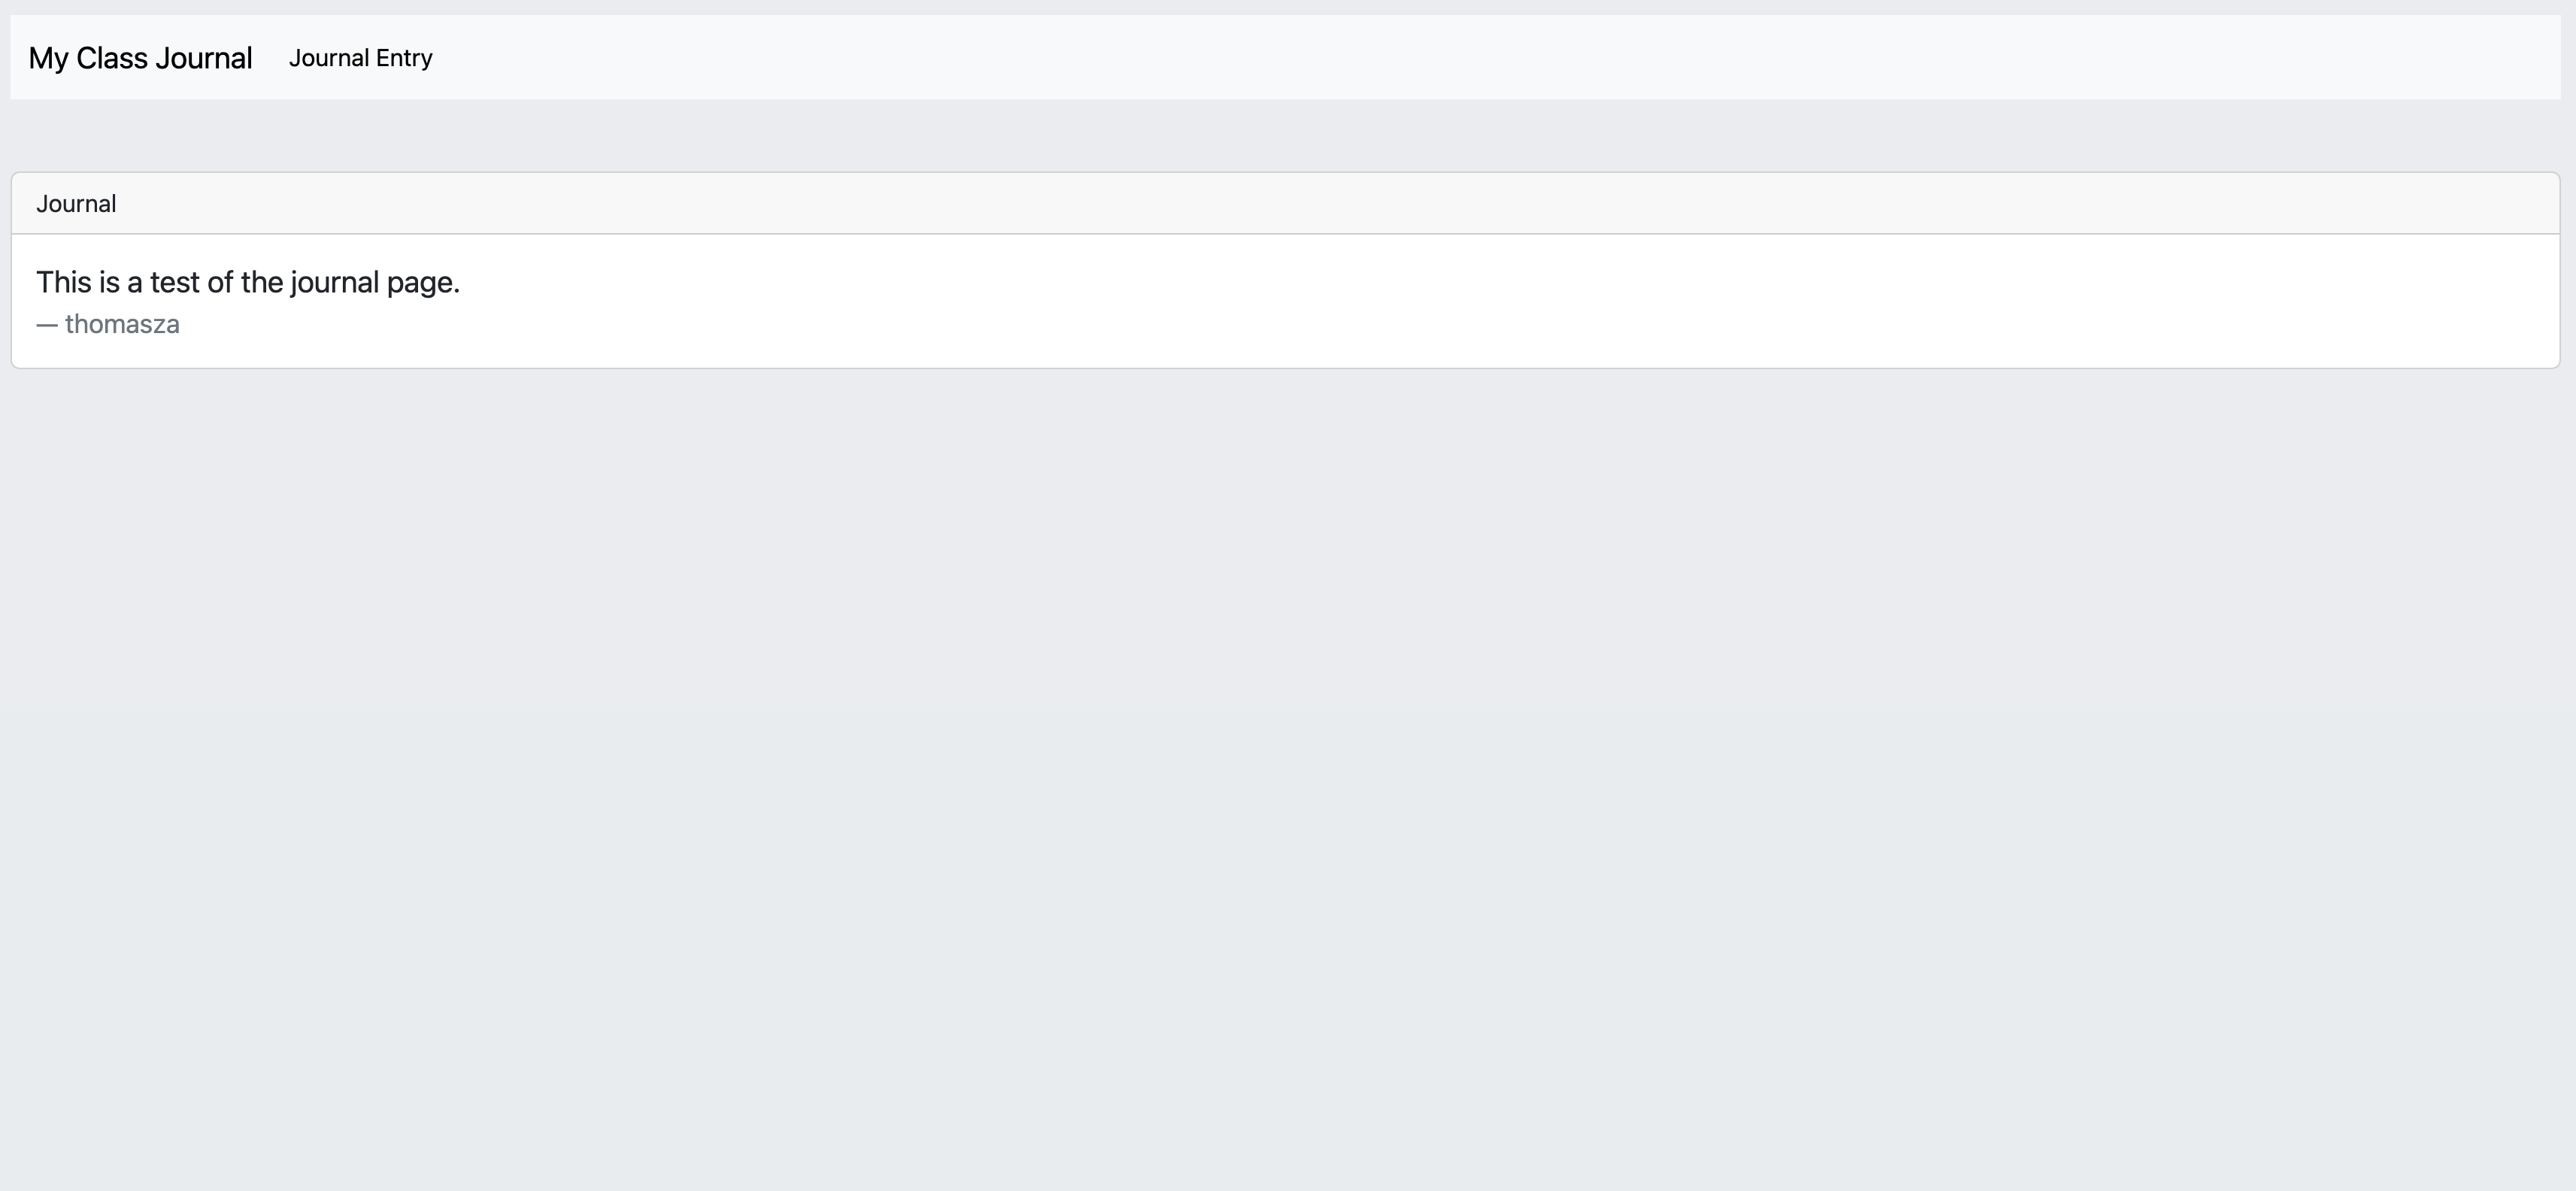 My Class Journal Journal Entry
Journal
This is a test of the journal page.
— thomasza